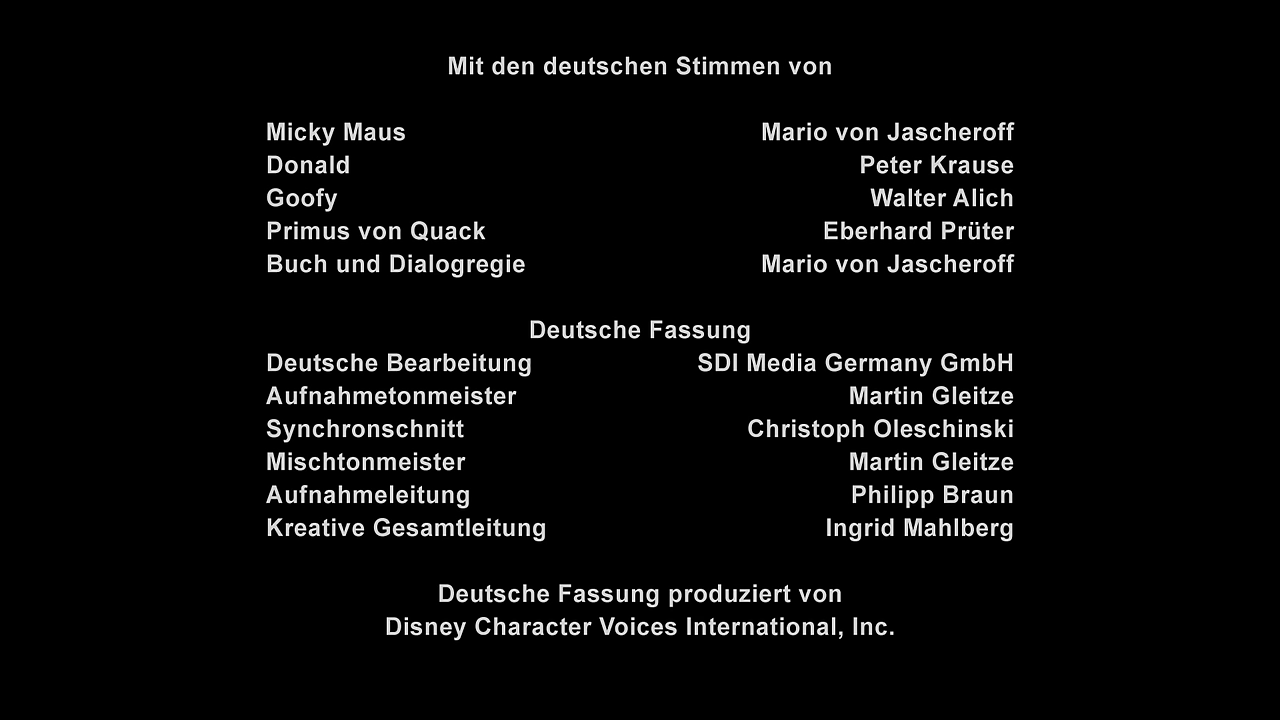 Mit den deutschen Stimmen von
Micky Maus Mario von Jascheroff
Donald Peter Krause
Goofy Walter Alich
Primus von Quack Eberhard Prüter
Buch und Dialogregie Mario von Jascheroff
Deutsche Fassung
Deutsche Bearbeitung SDI Media Germany GmbH
Aufnahmetonmeister Martin Gleitze
Synchronschnitt Christoph Oleschinski
Mischtonmeister Martin Gleitze
Aufnahmeleitung Philipp Braun
Kreative Gesamtleitung Ingrid Mahlberg
Deutsche Fassung produziert von
Disney Character Voices International, Inc.